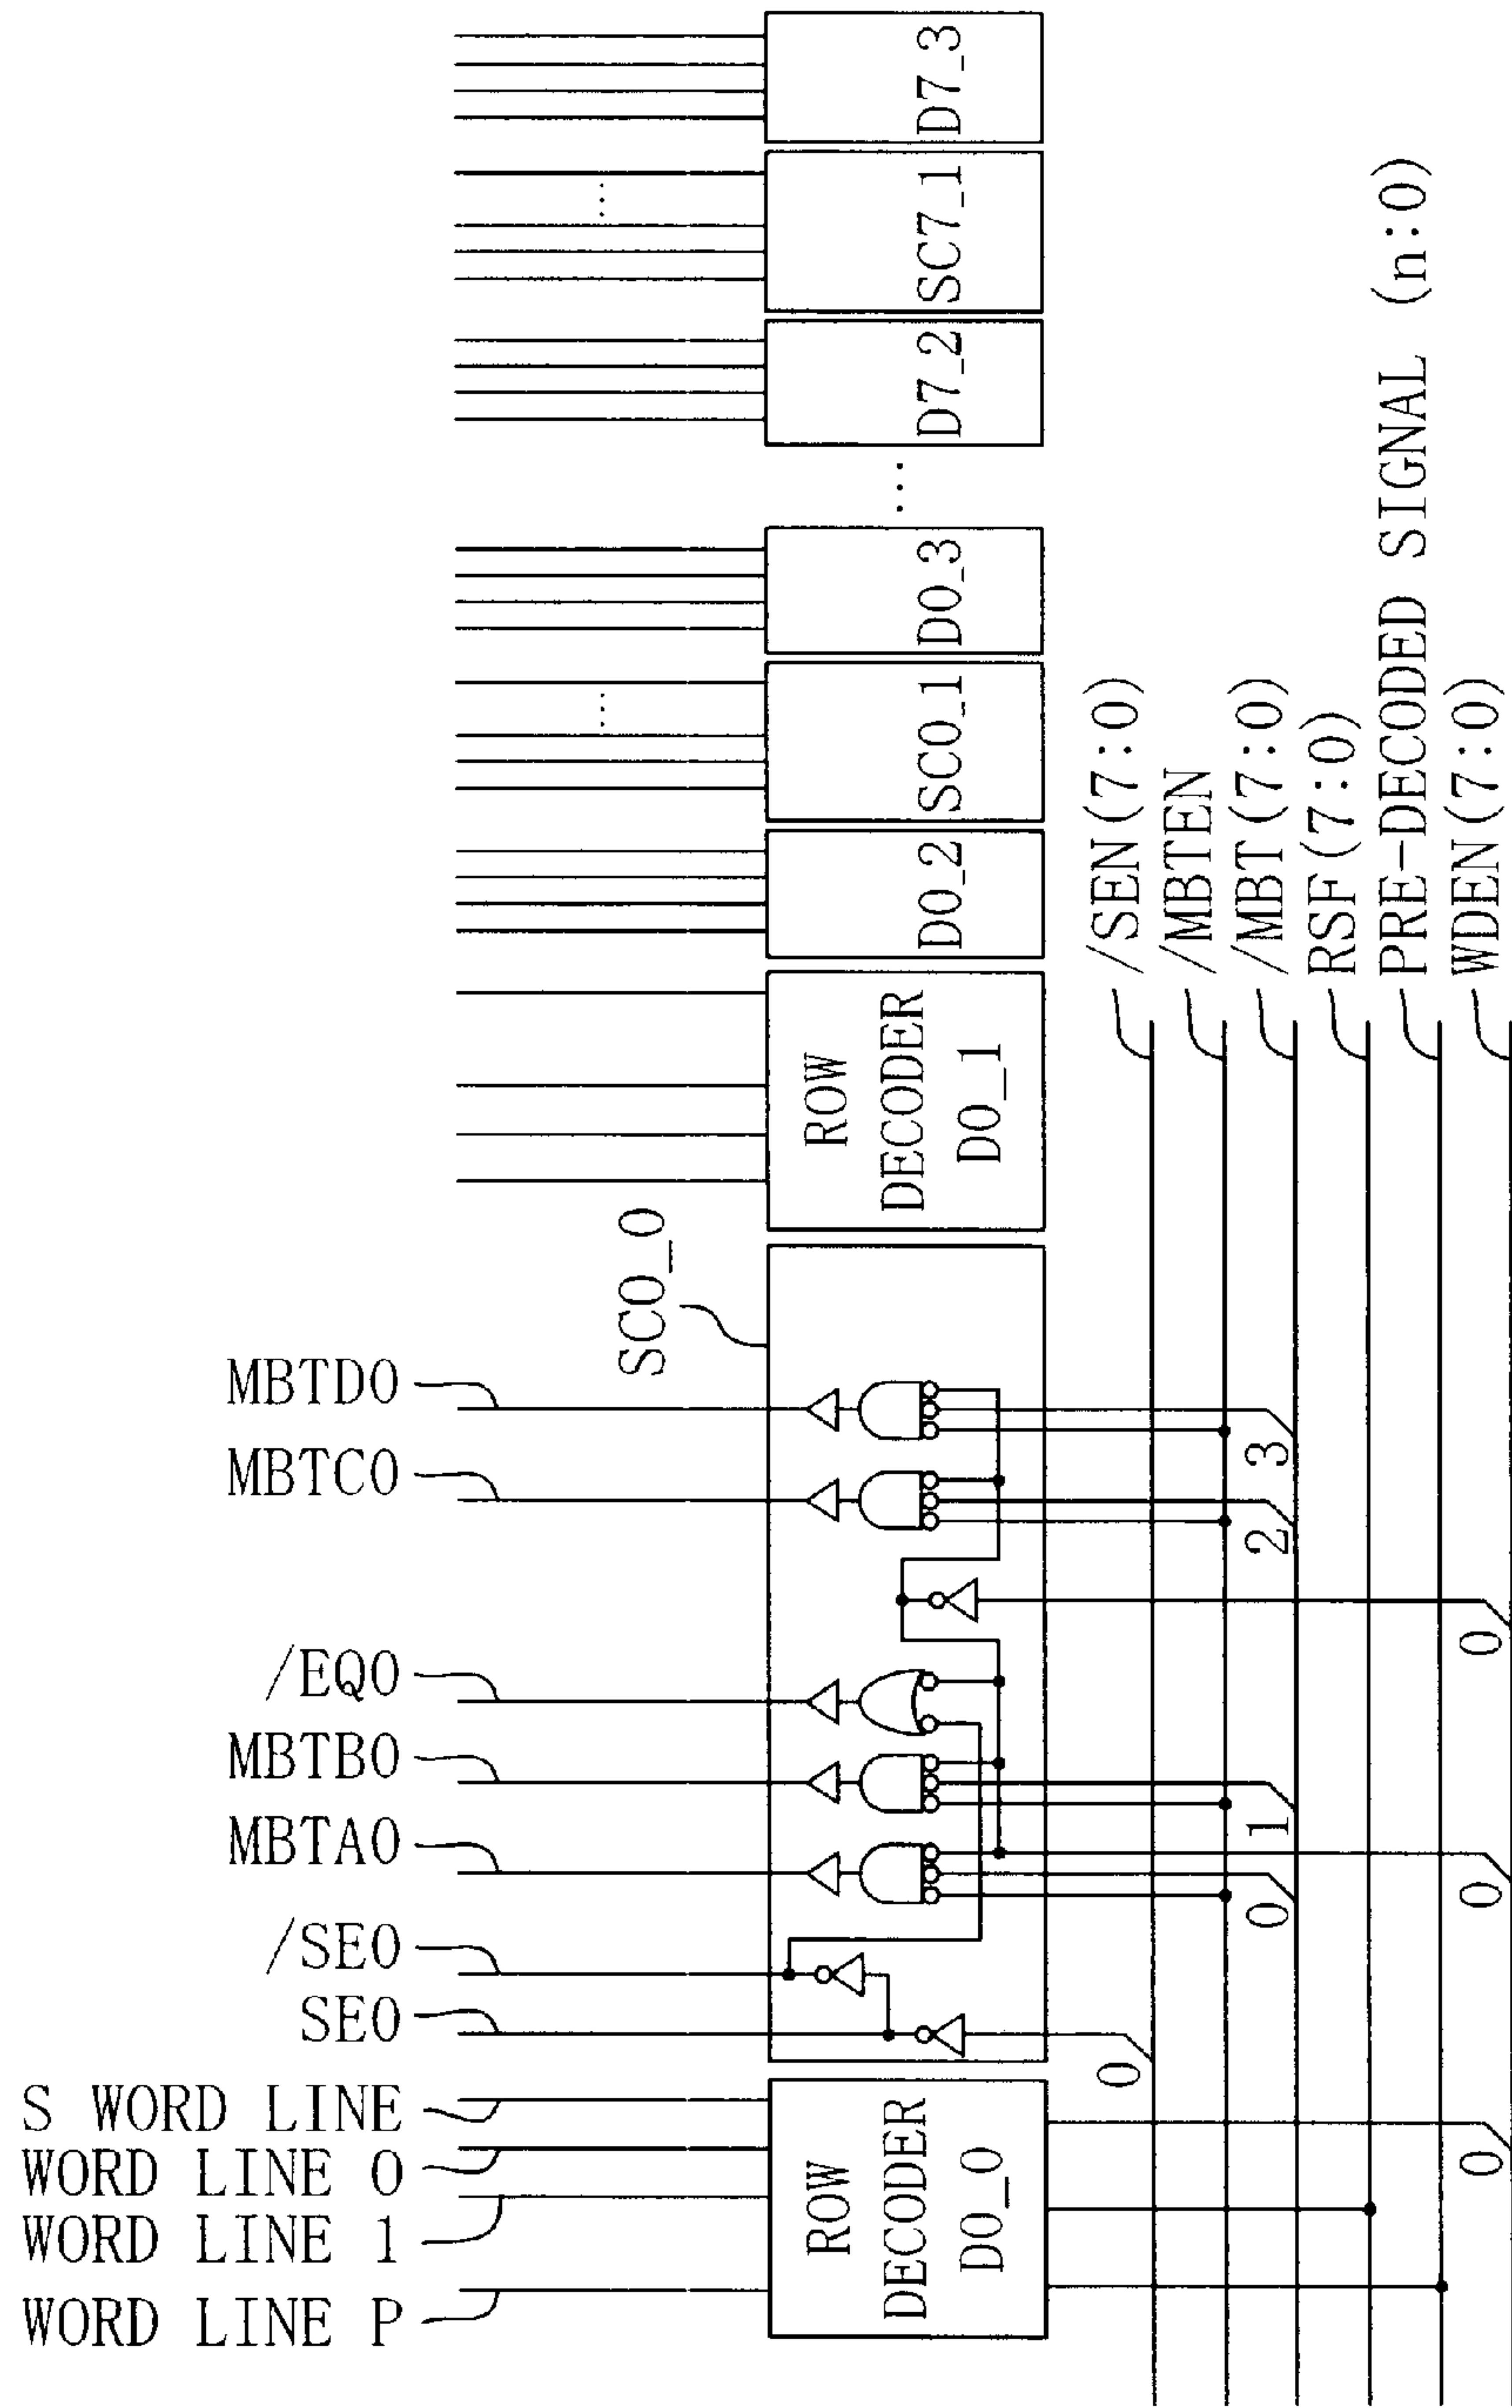 MBTD0
MBTC0
/EQ0
MBTB0
MBTA0
/SE0
SE0
S WORD LINE
WORD LINE 0
WORD LINE 1
WORD LINE P
SC0_0
ROW
DECODER
D0_0
ROW
DECODER
D0_1
D0_2
SC0_1
D0_3
...
D7_2
SC7_1
D7_3
...
...
/SEN(7:0)
/MBTEN
/MBT(7:0)
RSF(7:0)
PRE-DECODED SIGNAL (n:0)
WDEN(7:0)
3
2
0
1
0
0
0
0